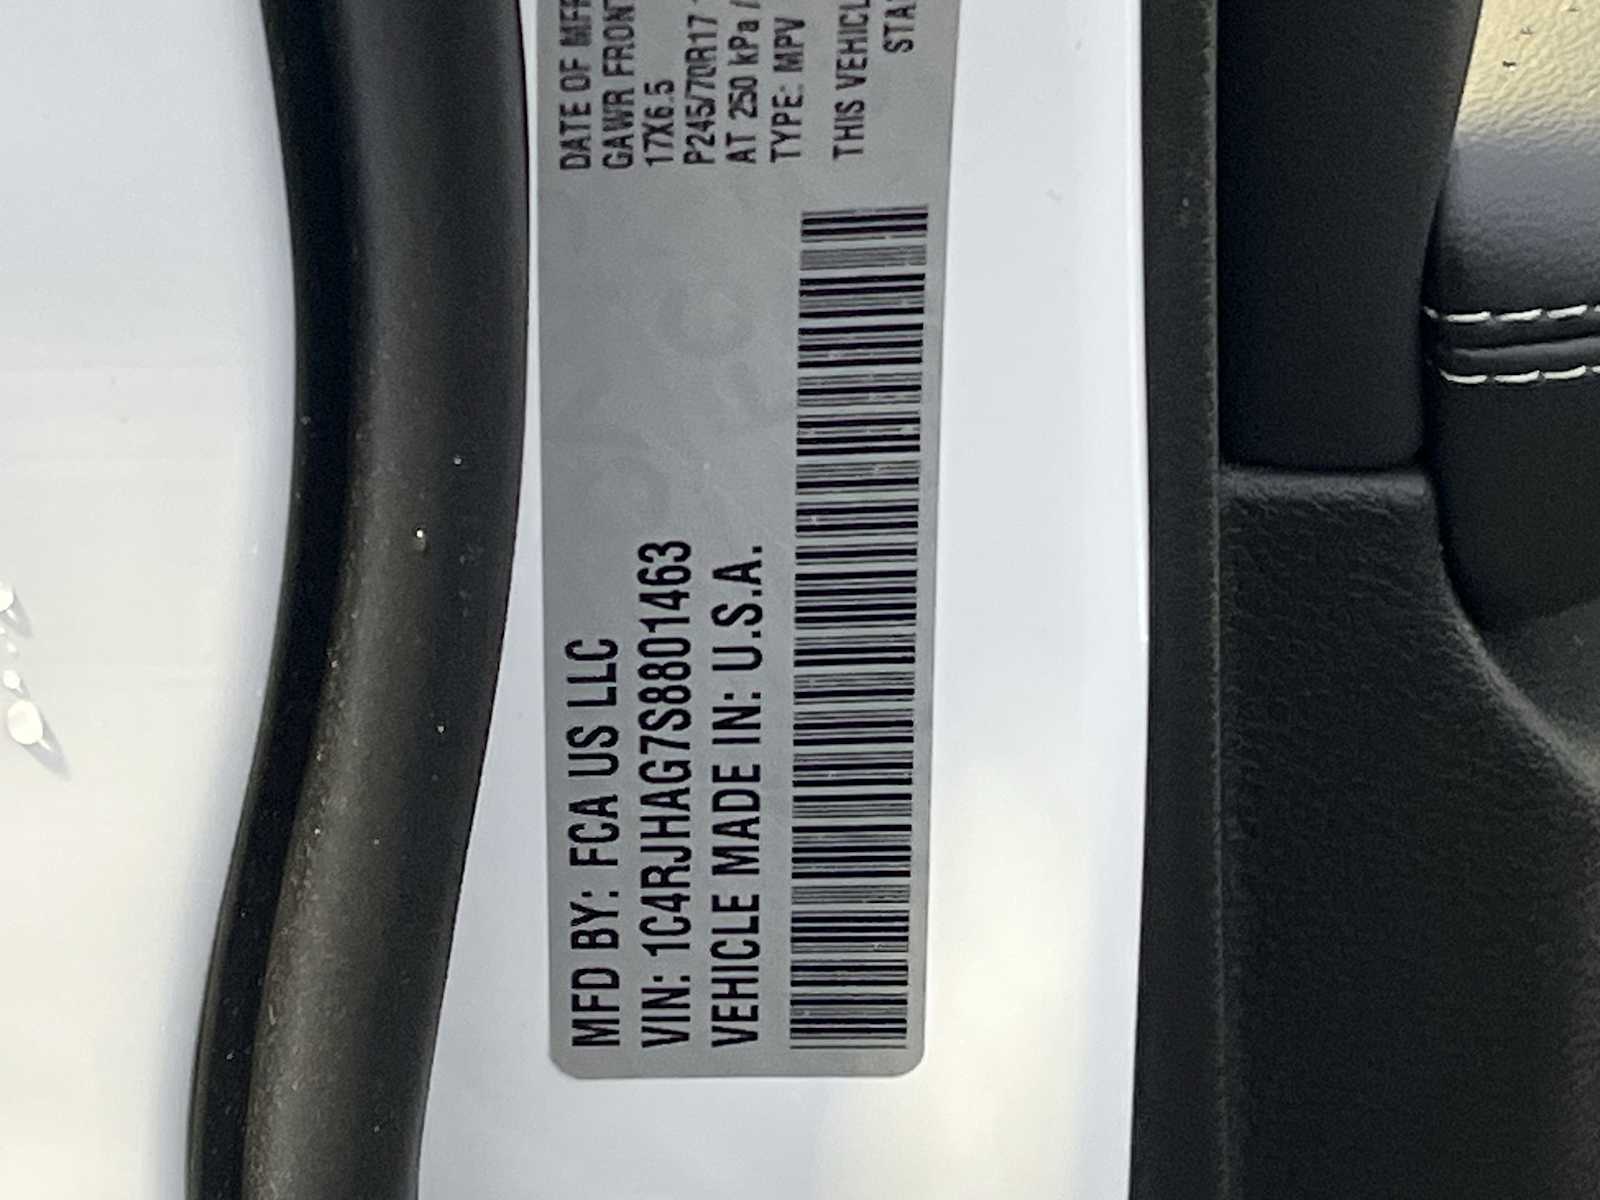 MFD BY: FCA US LLC
VIN: 1C4RJHAG7S8801463
VEHICLE MADE IN: U.S.A.
DATE OF MFR
GAWR FRONT
17X6.5
P245/70R17
AT 250 kPa/
TYPE: MPV
THIS VEHICL
STA